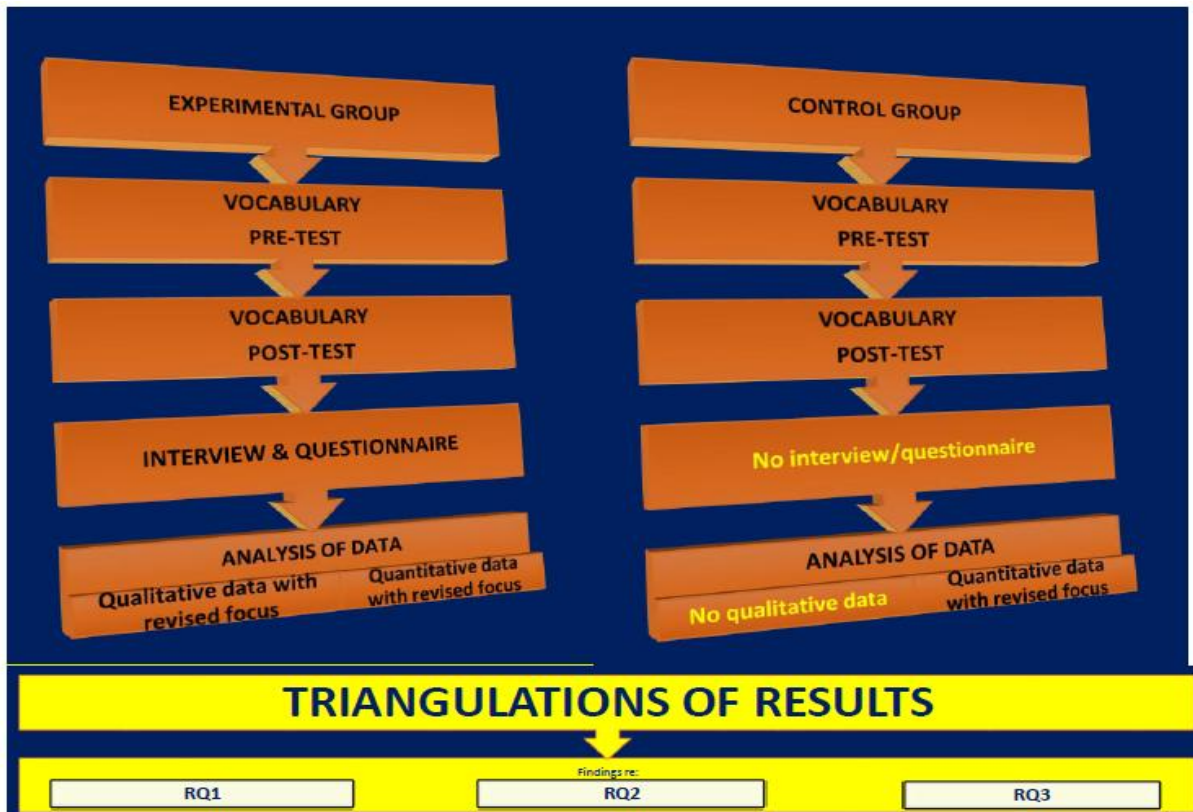 EXPERIMENTAL GROUP
VOCABULARY
PRE-TEST
VOCABULARY
POST-TEST
INTERVIEW & QUESTIONNAIRE
ANALYSIS OF DATA
Qualitative data with
revised focus
Quantitative data
with revised focus
CONTROL GROUP
VOCABULARY
PRE-TEST
VOCABULARY
POST-TEST
No interview/questionnaire
ANALYSIS OF DATA
No qualitative data
Quantitative data
with revised focus
TRIANGULATIONS OF RESULTS
Findings re:
RQ1
RQ2
RQ3